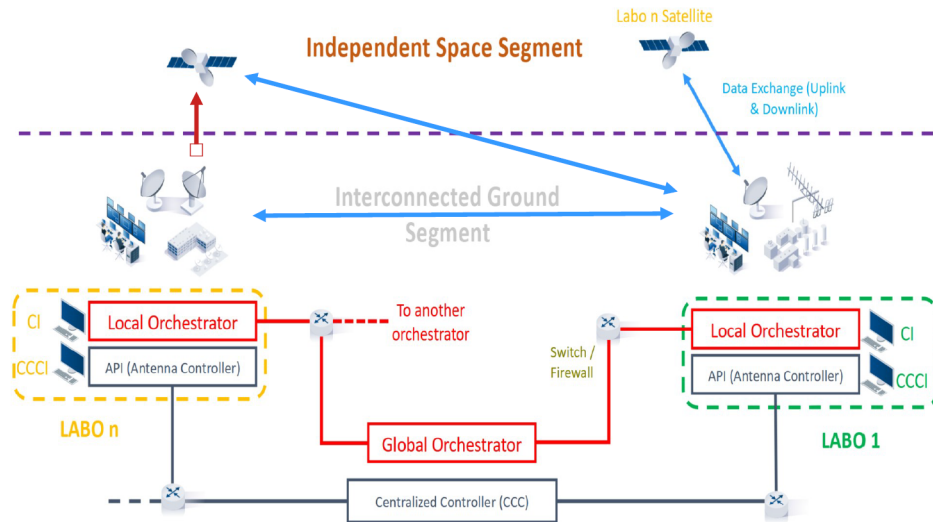 Labo n Satellite
Independent Space Segment
Data Exchange (Uplink
& Downlink)
Interconnected Ground
Segment
CI
Local Orchestrator
CCCI
API (Antenna Controller)
LABO n
To another
orchestrator
Switch /
Firewall
Global Orchestrator
Local Orchestrator
CI
API (Antenna Controller)
CCCI
LABO 1
Centralized Controller (CCC)